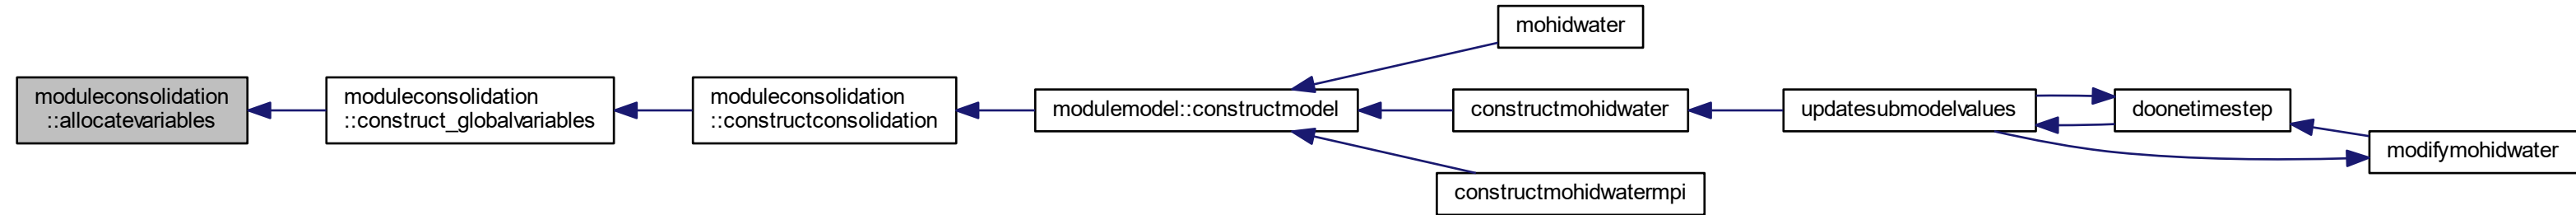 moduleconsolidation
::allocatevariables
moduleconsolidation
::construct_globalvariables
moduleconsolidation
::constructconsolidation
modulemodel::constructmodel
mohidwater
constructmohidwater
constructmohidwatermpi
updatesubmodelvalues
doonetimestep
modifymohidwater